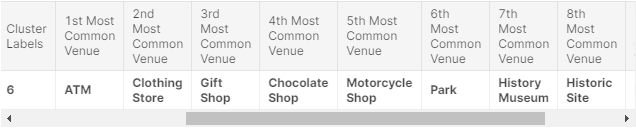 Cluster Labels | 1st Most Common Venue | 2nd Most Common Venue | 3rd Most Common Venue | 4th Most Common Venue | 5th Most Common Venue | 6th Most Common Venue | 7th Most Common Venue | 8th Most Common Venue
6 | ATM | Clothing Store | Gift Shop | Chocolate Shop | Motorcycle Shop | Park | History Museum | Historic Site